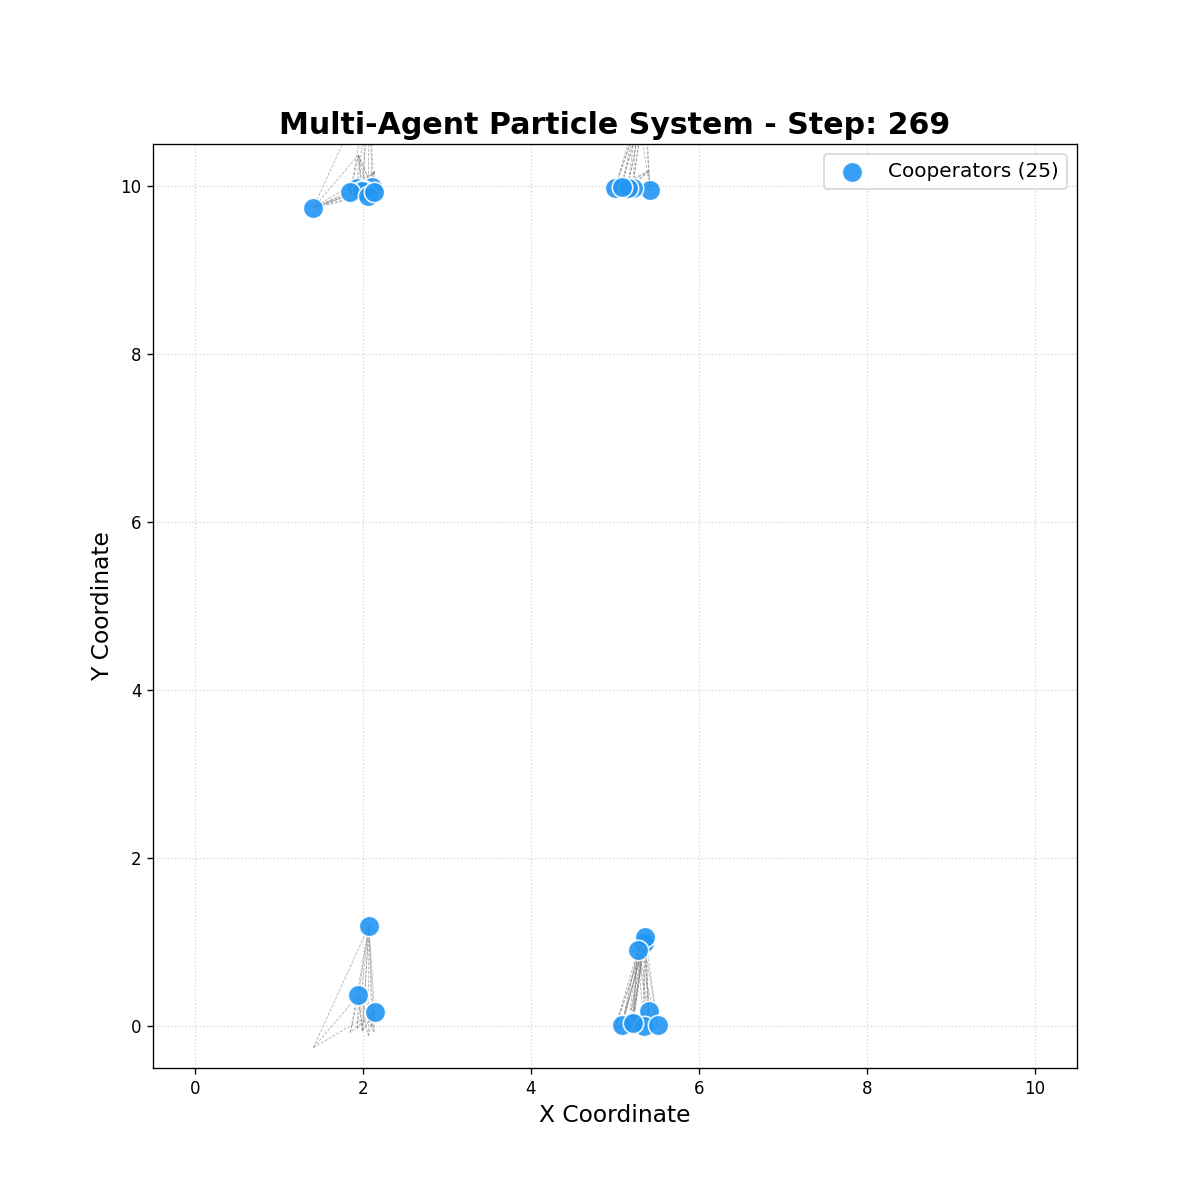 Multi-Agent Particle System - Step: 269
Cooperators (25)
10
8
6
4
2
0
Y Coordinate
0 2 4 6 8 10
X Coordinate